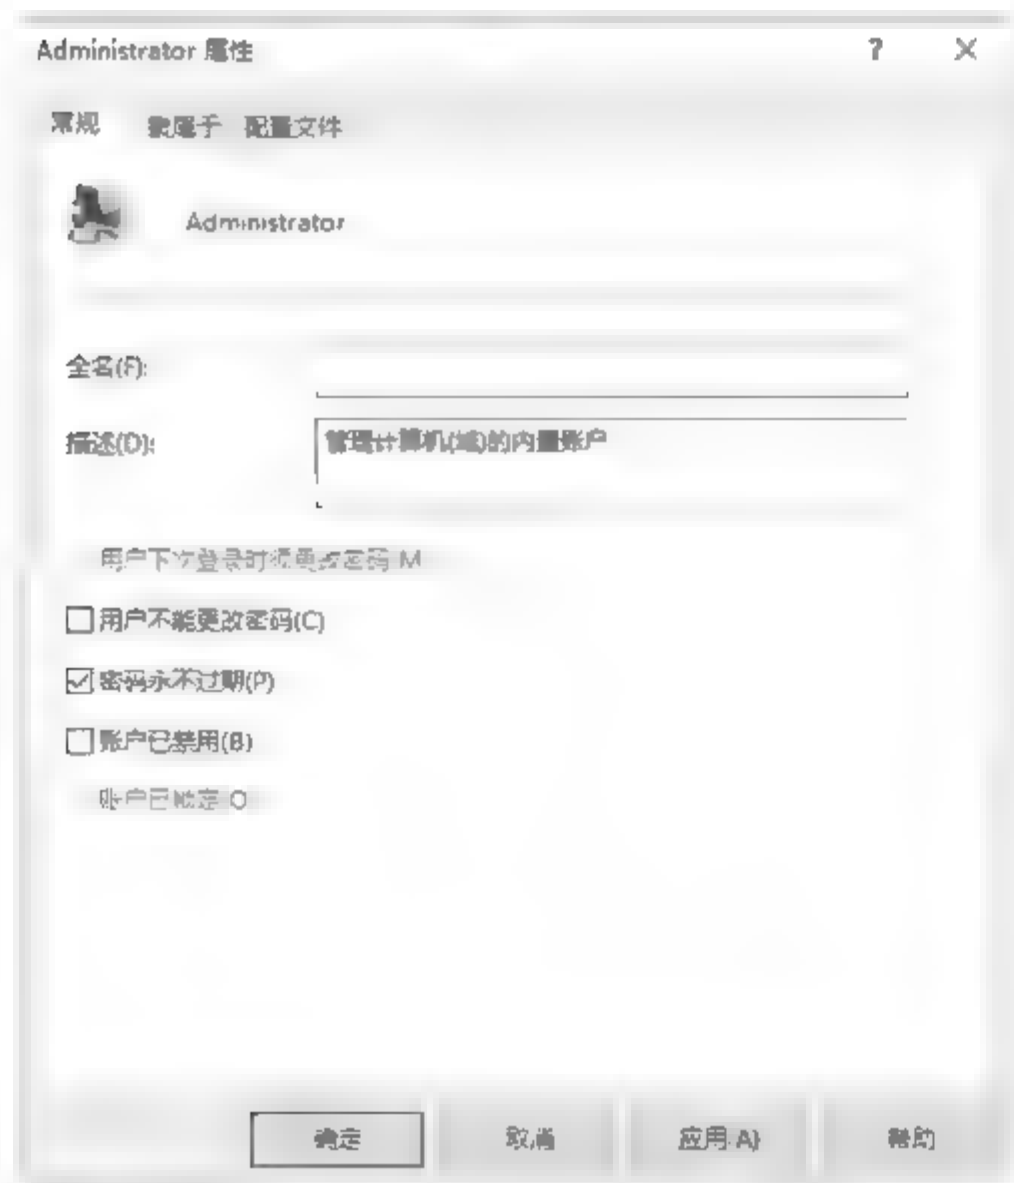 Administrator 属性
常规 隶属于 配置文件
Administrator
全名(F):
描述(D): 管理计算机(域)的内置账户
用户下次登录时须更改密码 M
用户不能更改密码(C)
密码永不过期(P)
账户已禁用(B)
账户已锁定 O
确定 取消 应用 A) 帮助